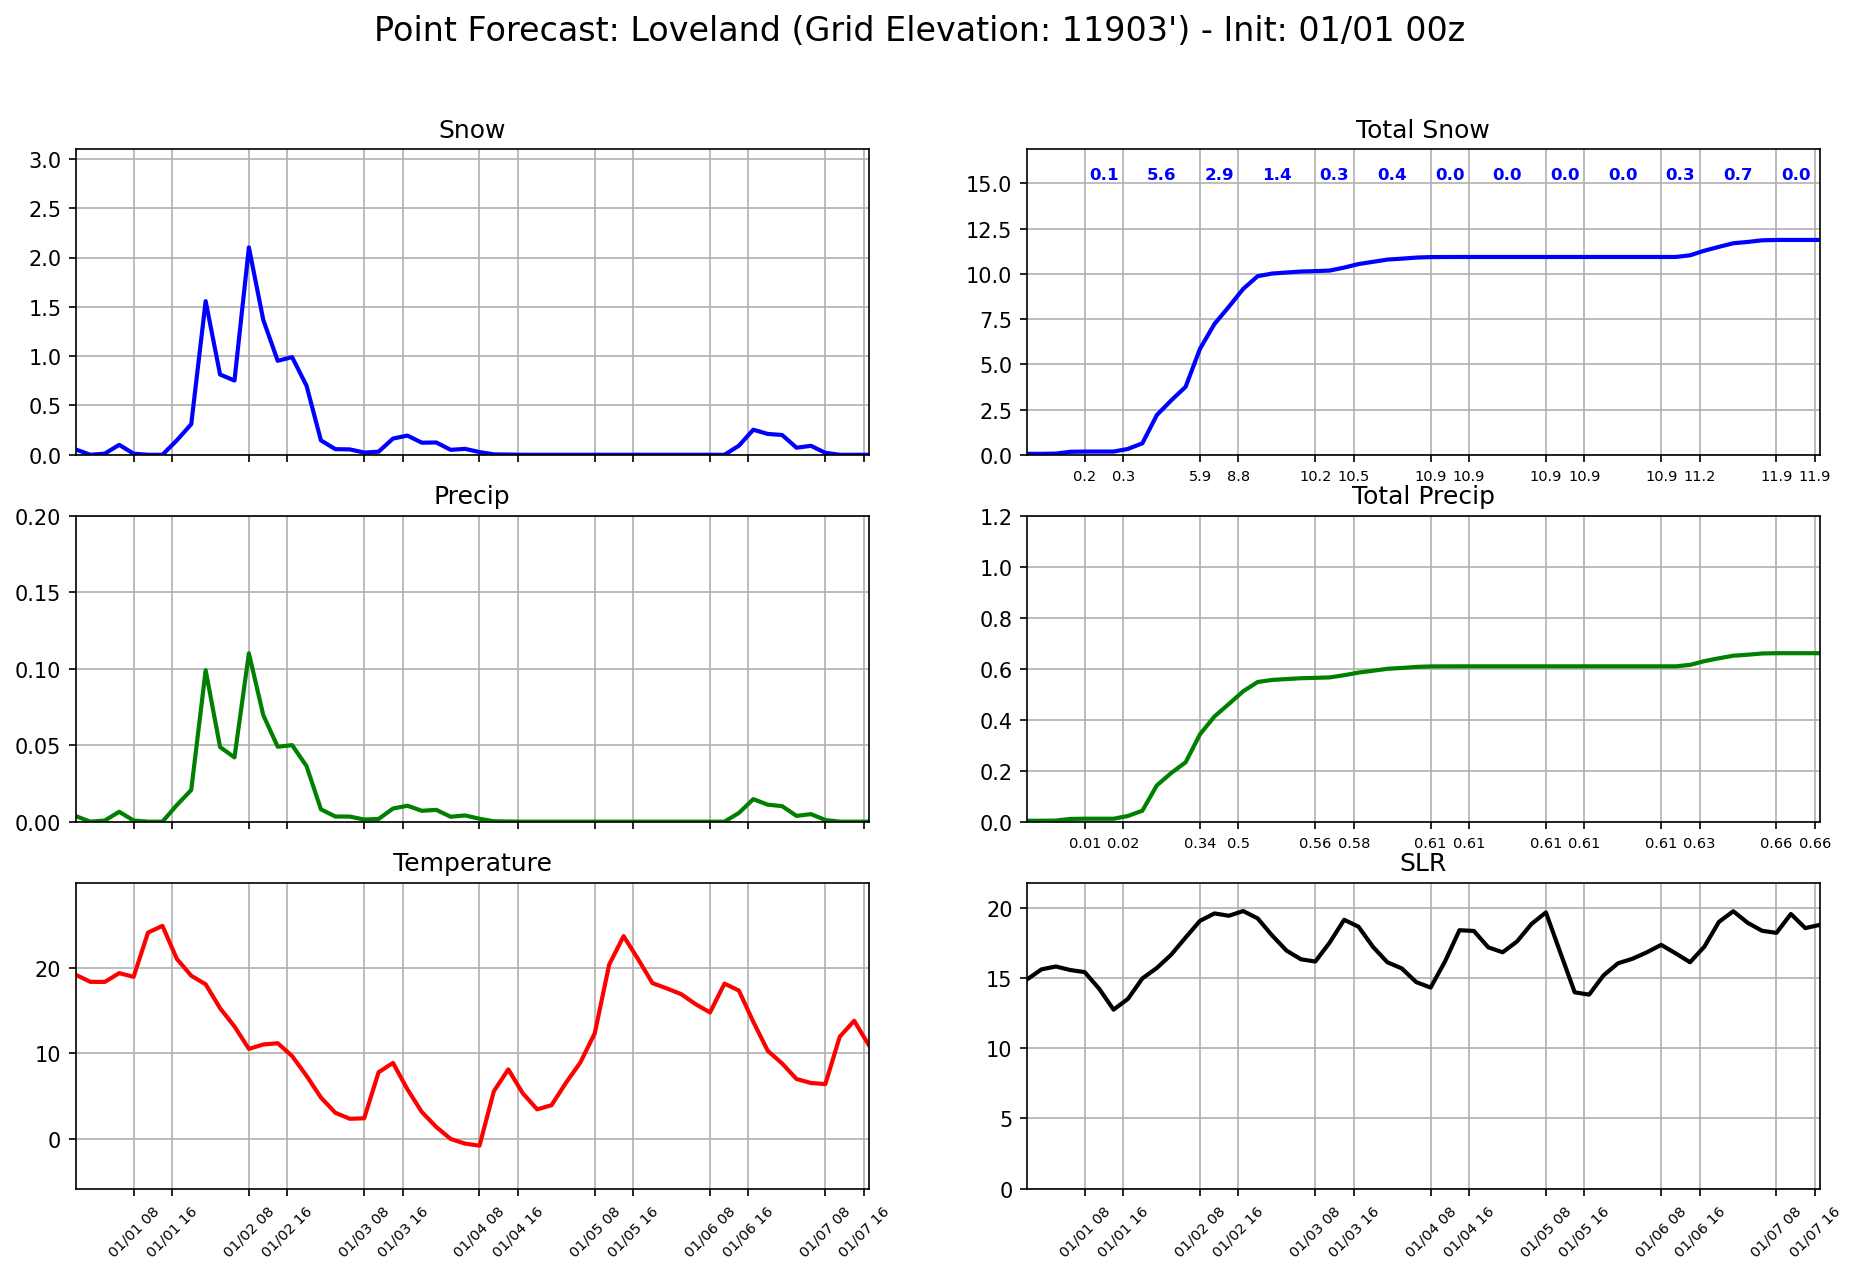 Point Forecast: Loveland (Grid Elevation: 11903') - Init: 01/01 00z
Snow
3.0
2.5
2.0
1.5
1.0
0.5
0.0
Total Snow
0.1 5.6 2.9 1.4 0.3 0.4 0.0 0.0 0.0 0.0 0.3 0.7 0.0
15.0
12.5
10.0
7.5
5.0
2.5
0.0
0.2 0.3 5.9 8.8 10.2 10.5 10.9 10.9 10.9 10.9 10.9 11.2 11.9 11.9
Precip
0.20
0.15
0.10
0.05
0.00
Total Precip
1.2
1.0
0.8
0.6
0.4
0.2
0.0
0.01 0.02 0.34 0.5 0.56 0.58 0.61 0.61 0.61 0.61 0.61 0.63 0.66 0.66
Temperature
20
10
0
01/01 08 01/01 16 01/02 08 01/02 16 01/03 08 01/03 16 01/04 08 01/04 16 01/05 08 01/05 16 01/06 08 01/06 16 01/07 08 01/07 16
SLR
20
15
10
5
0
01/01 08 01/01 16 01/02 08 01/02 16 01/03 08 01/03 16 01/04 08 01/04 16 01/05 08 01/05 16 01/06 08 01/06 16 01/07 08 01/07 16